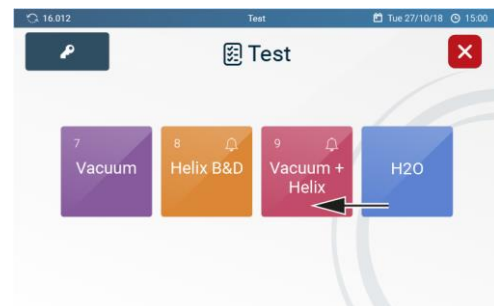 16.012 Test Tue 27/10/18 15:00
Test
7
Vacuum
8
Helix B&D
9
Vacuum +
Helix
H2O